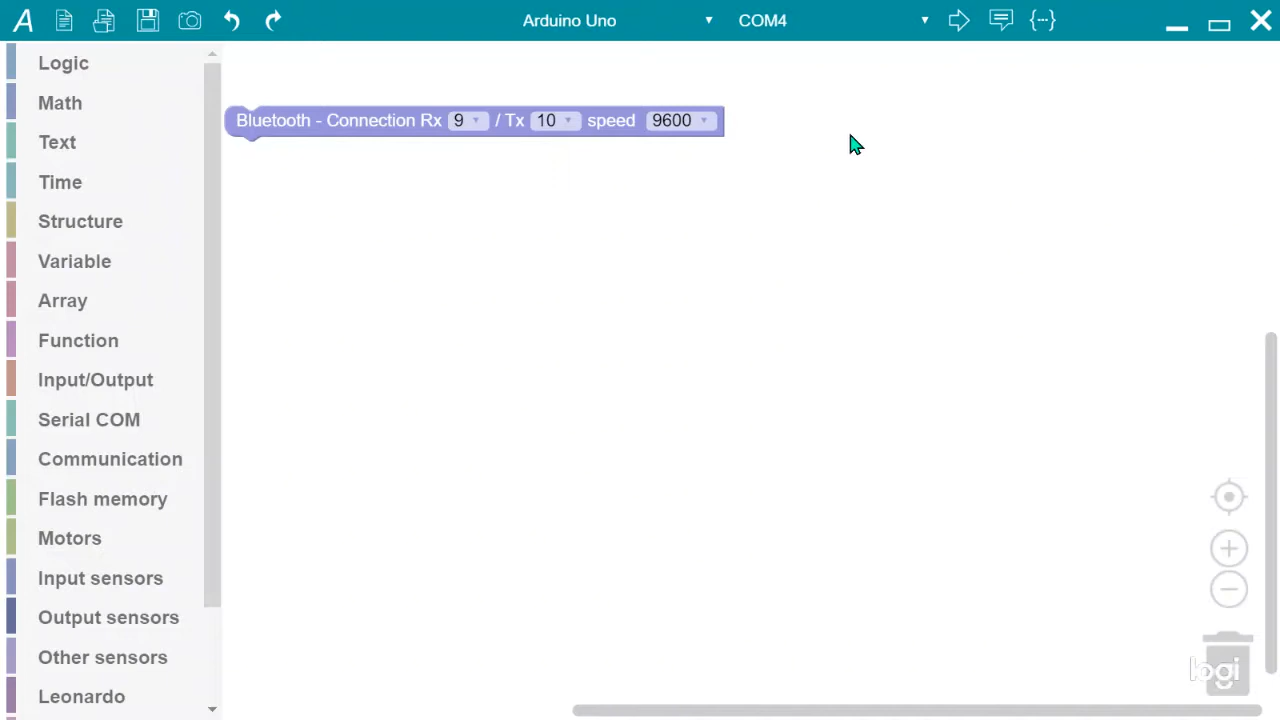 A Arduino Uno COM4 {···}
Logic
Math
Text
Time
Structure
Variable
Array
Function
Input/Output
Serial COM
Communication
Flash memory
Motors
Input sensors
Output sensors
Other sensors
Leonardo
Bluetooth - Connection Rx 9 / Tx 10 speed 9600
logi